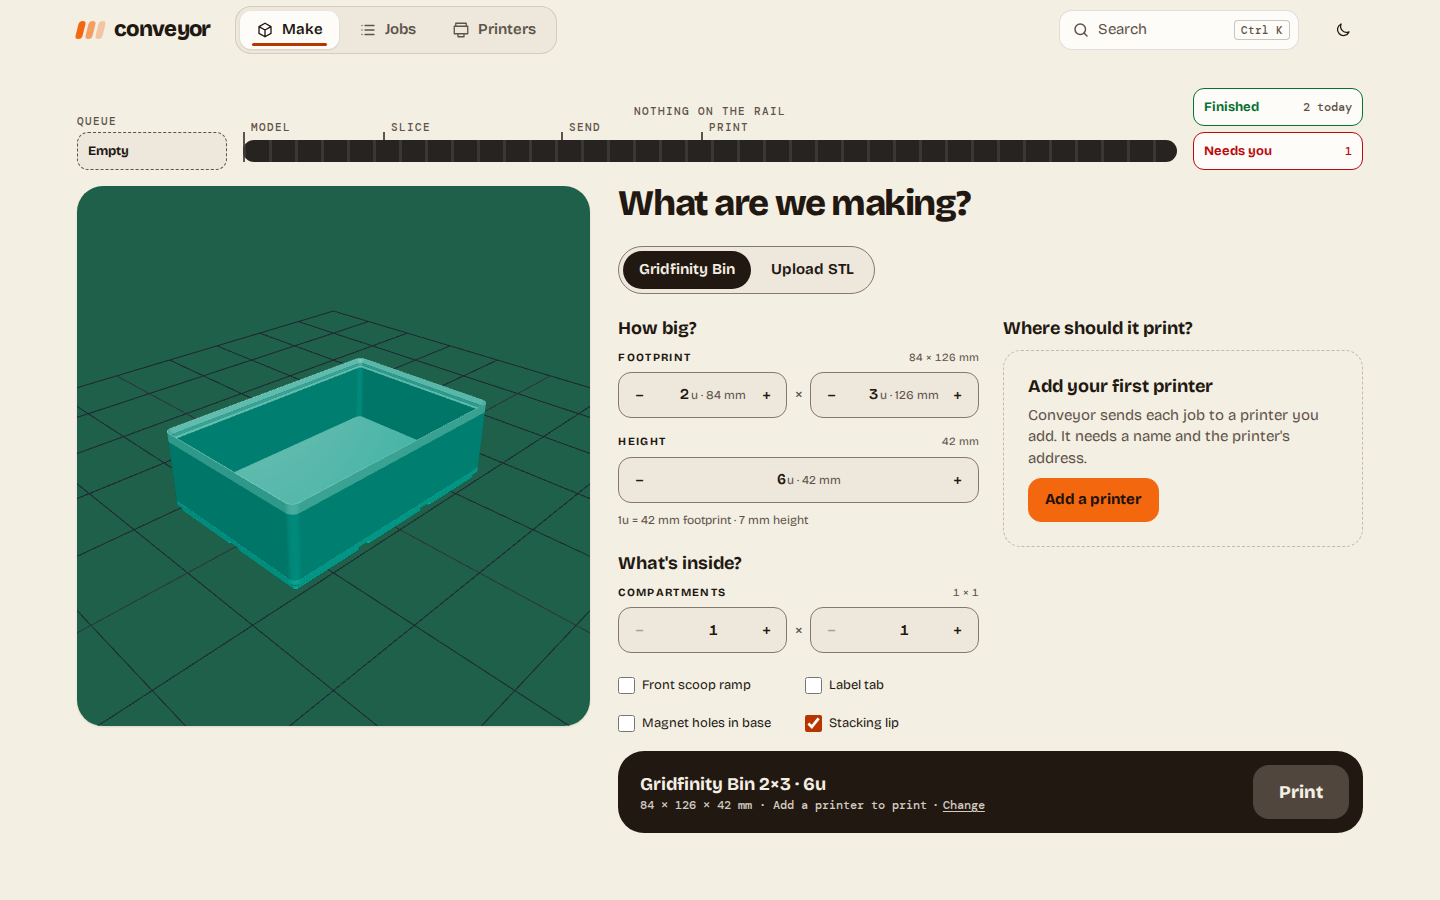 conveyor
Make
Jobs
Printers
Search
Ctrl K
QUEUE
Empty
NOTHING ON THE RAIL
MODEL
SLICE
SEND
PRINT
Finished 2 today
Needs you 1
What are we making?
Gridfinity Bin
Upload STL
How big?
FOOTPRINT 84 × 126 mm
− 2 u · 84 mm + × − 3 u · 126 mm +
HEIGHT 42 mm
− 6 u · 42 mm +
1u = 42 mm footprint · 7 mm height
What's inside?
COMPARTMENTS 1 × 1
− 1 + × − 1 +
Front scoop ramp
Label tab
Magnet holes in base
Stacking lip
Where should it print?
Add your first printer
Conveyor sends each job to a printer you
add. It needs a name and the printer's
address.
Add a printer
Gridfinity Bin 2×3 · 6u
84 × 126 × 42 mm · Add a printer to print · Change
Print